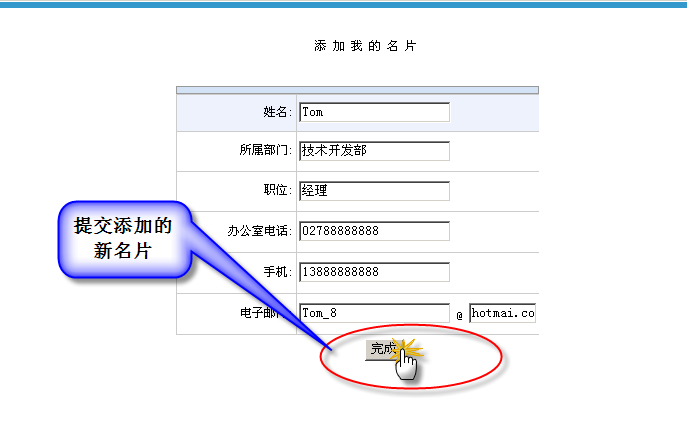 添 加 我 的 名 片
姓名: Tom
所属部门: 技术开发部
职位: 经理
提交添加的
新名片
办公室电话: 02788888888
手机: 13888888888
电子邮 Tom_8 @ hotmai.co
完成